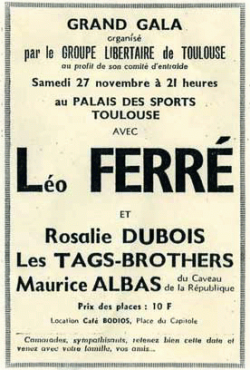 GRAND GALA
organisé
par le GROUPE LIBERTAIRE de TOULOUSE
au profit de son comité d'entraide
Samedi 27 novembre à 21 heures
au PALAIS DES SPORTS
TOULOUSE
AVEC
Léo FERRÉ
ET
Rosalie DUBOIS
Les TAGS-BROTHERS
Maurice ALBAS du Caveau de la République
Prix des places : 10 F
Location Café BODIOS, Place du Capitole
Camarades, sympathisants, retenez bien cette date et
venez avec votre famille, vos amis...